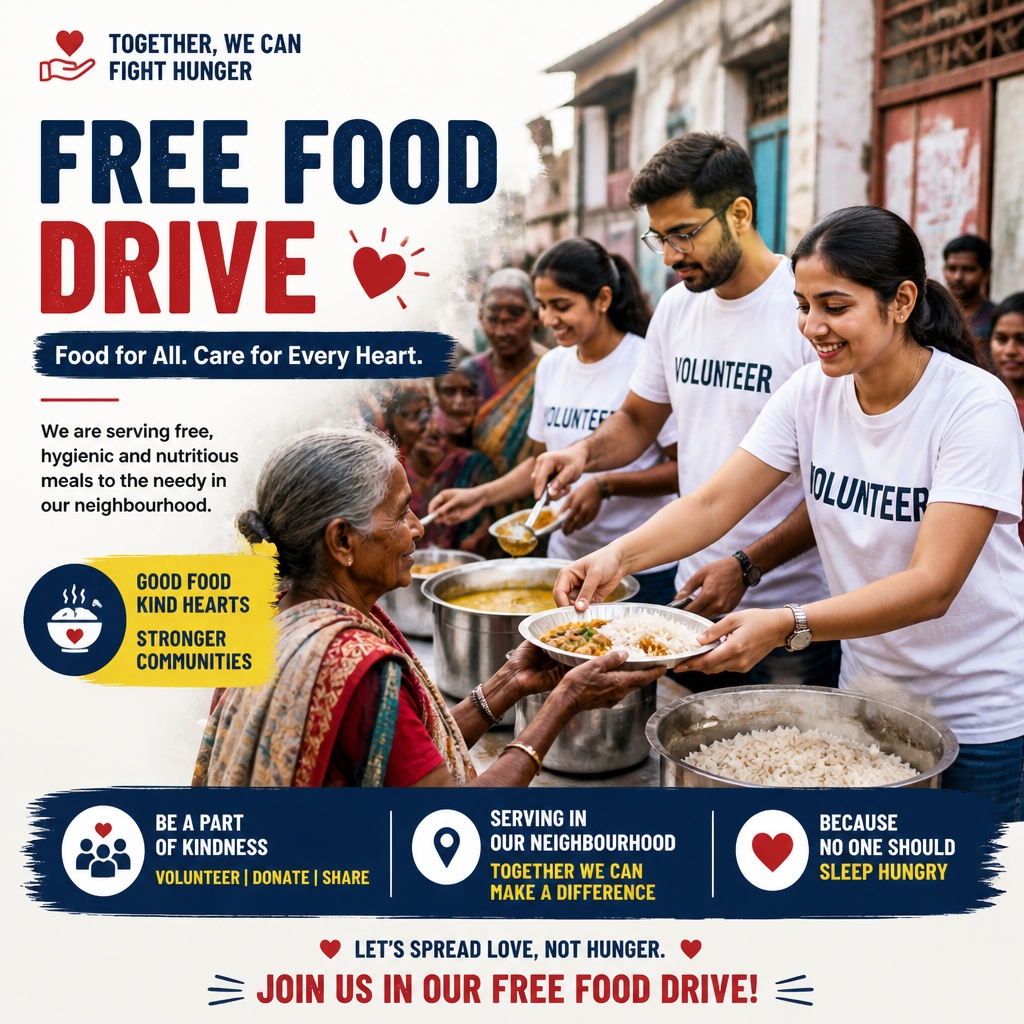 TOGETHER, WE CAN
FIGHT HUNGER
FREE FOOD
DRIVE
Food for All. Care for Every Heart.
We are serving free,
hygienic and nutritious
meals to the needy in
our neighbourhood.
GOOD FOOD
KIND HEARTS
STRONGER
COMMUNITIES
VOLUNTEER
VOLUNTEER
VOLUNTEER
BE A PART
OF KINDNESS
VOLUNTEER | DONATE | SHARE
SERVING IN
OUR NEIGHBOURHOOD
TOGETHER WE CAN
MAKE A DIFFERENCE
BECAUSE
NO ONE SHOULD
SLEEP HUNGRY
LET'S SPREAD LOVE, NOT HUNGER.
JOIN US IN OUR FREE FOOD DRIVE!